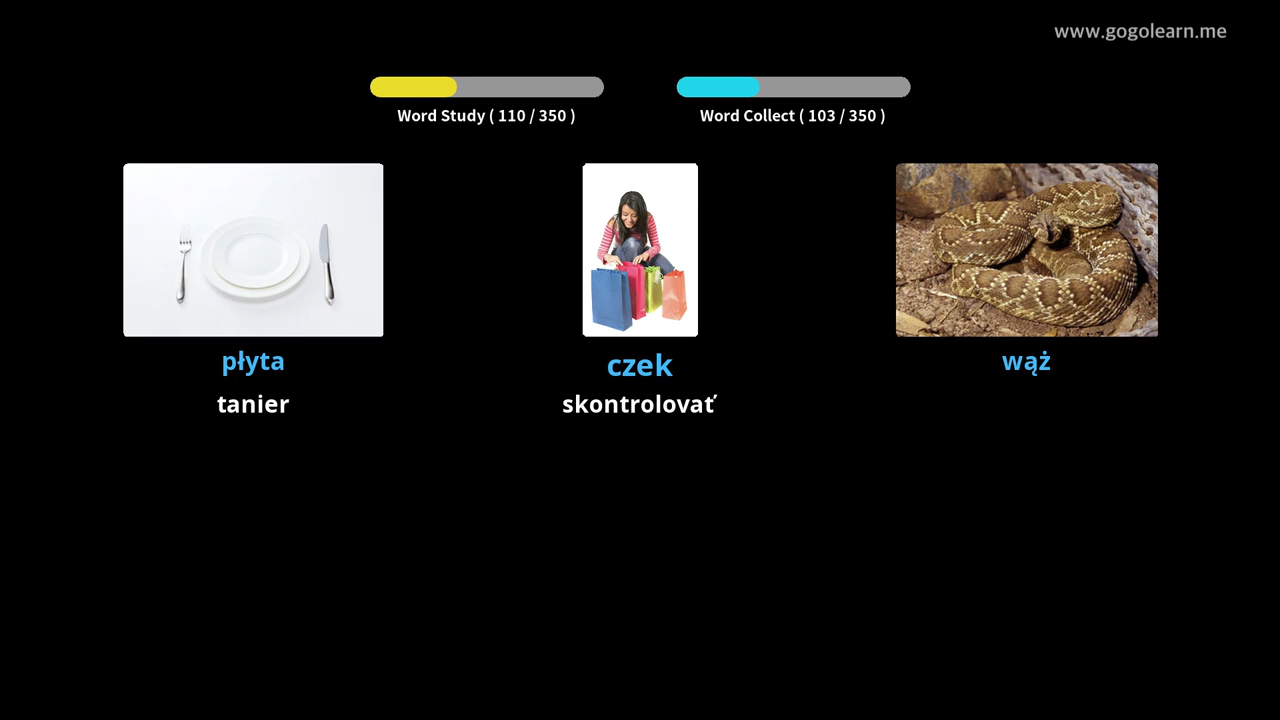 www.gogolearn.me
Word Study ( 110 / 350 )
Word Collect ( 103 / 350 )
płyta
tanier
czek
skontrolovať
wąż